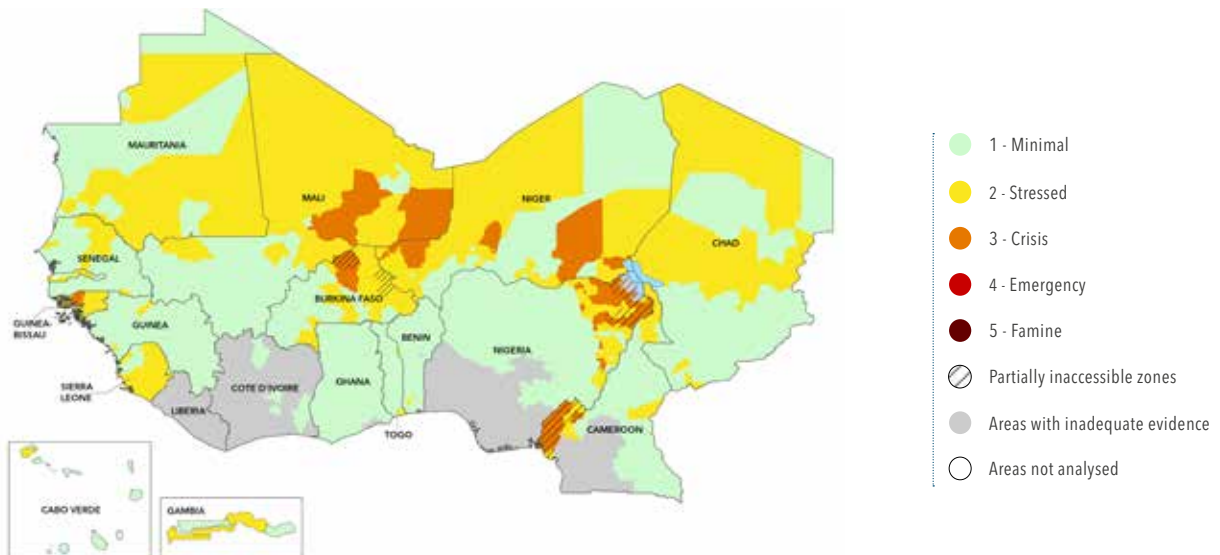 MAURITANIA
MALI
NIGER
CHAD
SENEGAL
BURKINA FASO
GUINEA-
BISSAU
GUINEA
BENIN
NIGERIA
SIERRA
LEONE
COTE D'IVOIRE
GHANA
LIBERIA
TOGO
CAMEROON
CABO VERDE
GAMBIA
1 - Minimal
2 - Stressed
3 - Crisis
4 - Emergency
5 - Famine
Partially inaccessible zones
Areas with inadequate evidence
Areas not analysed